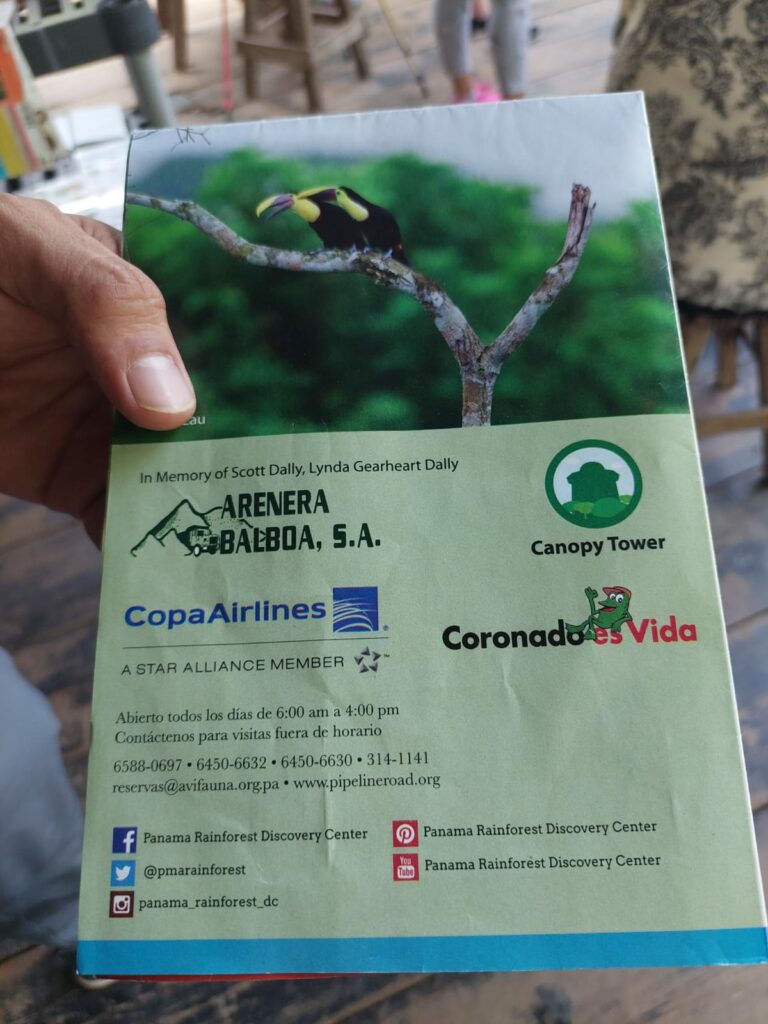 eau
In Memory of Scott Dally, Lynda Gearheart Dally
ARENERA
BALBOA, S.A.
Canopy Tower
CopaAirlines
A STAR ALLIANCE MEMBER
Coronado es Vida
Abierto todos los días de 6:00 am a 4:00 pm
Contáctenos para visitas fuera de horario
6588-0697 • 6450-6632 • 6450-6630 • 314-1141
reservas@avifauna.org.pa • www.pipelineroad.org
Panama Rainforest Discovery Center
@pmarainforest
panama_rainforest_dc
Panama Rainforest Discovery Center
You
Tube
Panama Rainforest Discovery Center